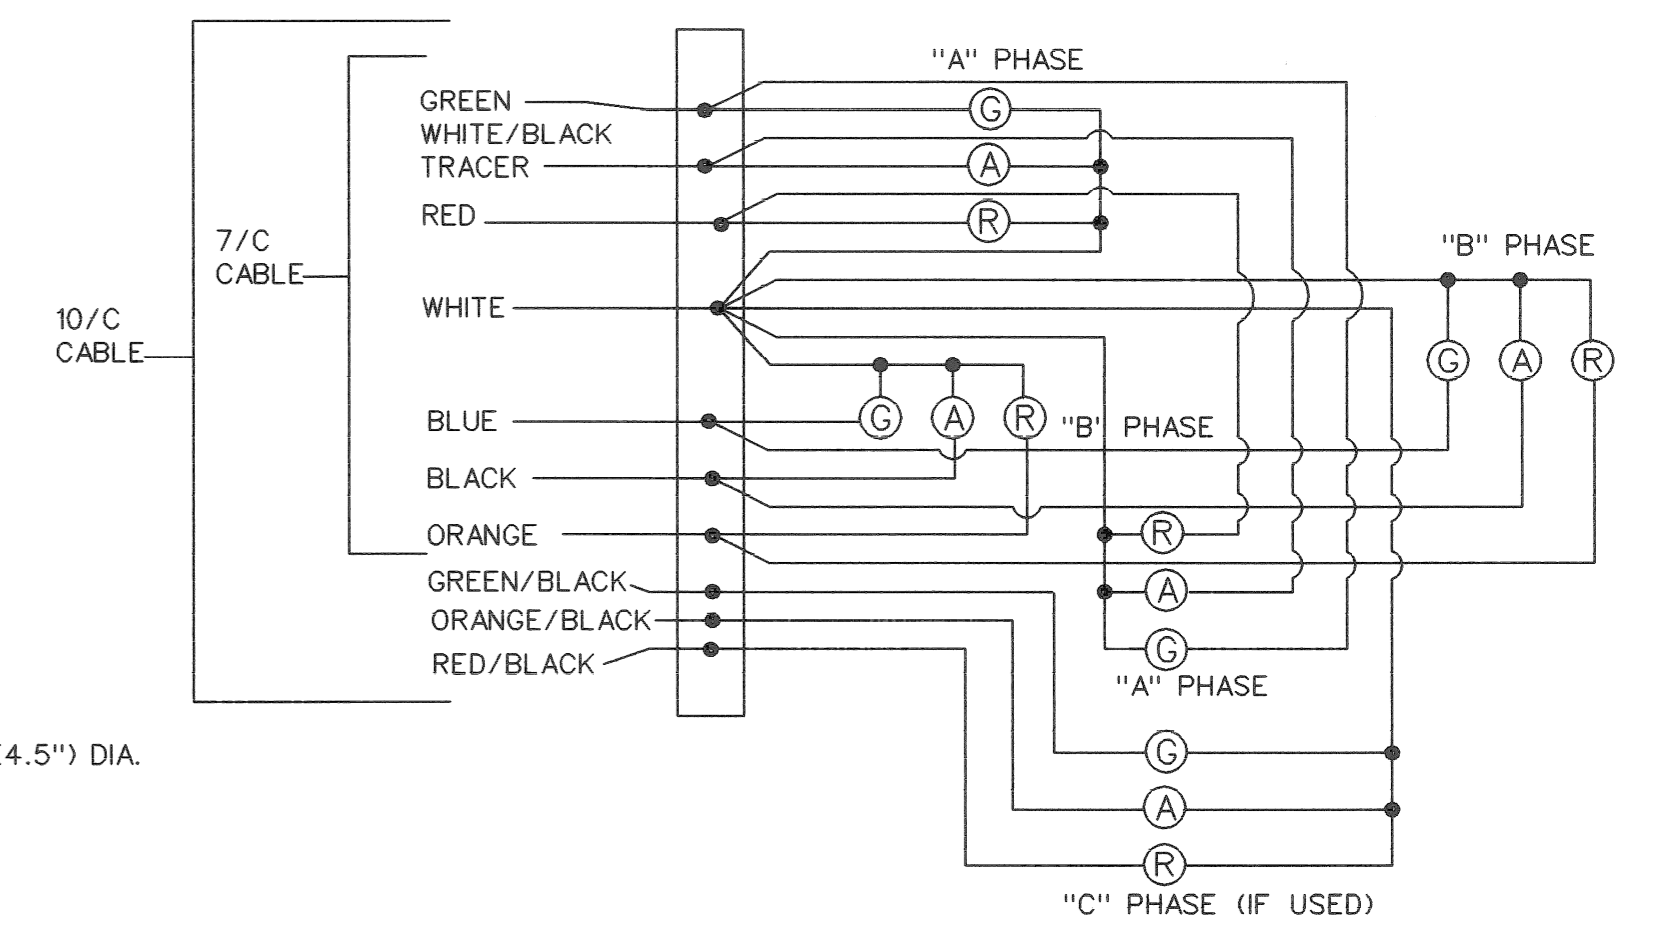 "A" PHASE
GREEN
G
WHITE/BLACK
TRACER
A
RED
R
7/C
CABLE
"B" PHASE
WHITE
10/C
CABLE
G A R
BLUE
G A R
"B" PHASE
BLACK
ORANGE
R
GREEN/BLACK
A
ORANGE/BLACK
RED/BLACK
G
"A" PHASE
4.5") DIA.
G
A
R
"C" PHASE (IF USED)